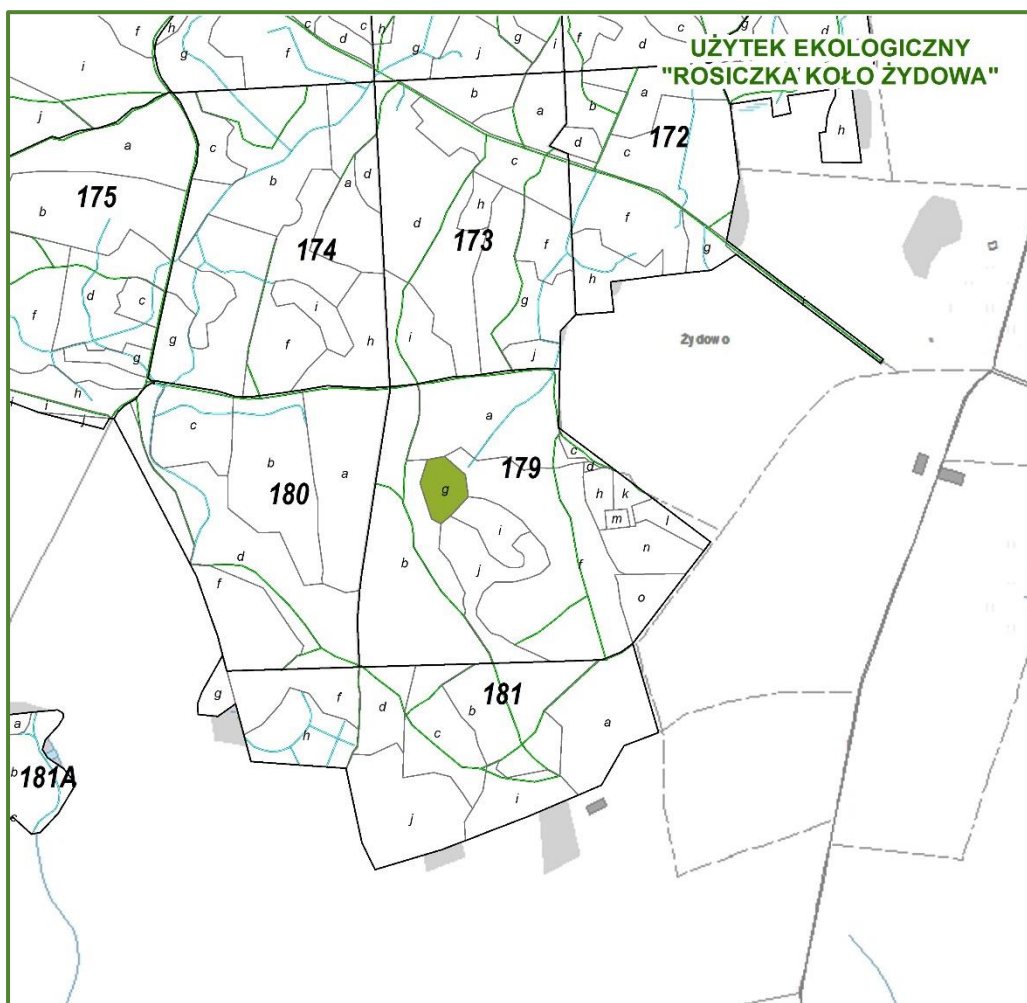 UŻYTEK EKOLOGICZNY
"ROSICZKA KOŁO ŻYDOWA"
f h g f c d c h g j g i f d c
i
j b a b a
172
d c h
a c b a d c
175
174
173
b d h f f
h g
f d c i g
g f h i g
h j
Żydowo
i i j
c b a a
180
179
c d
g h k
m l
i n
d b j f
f o
g f d b
181
a
h c
a
b
181A
c
j i